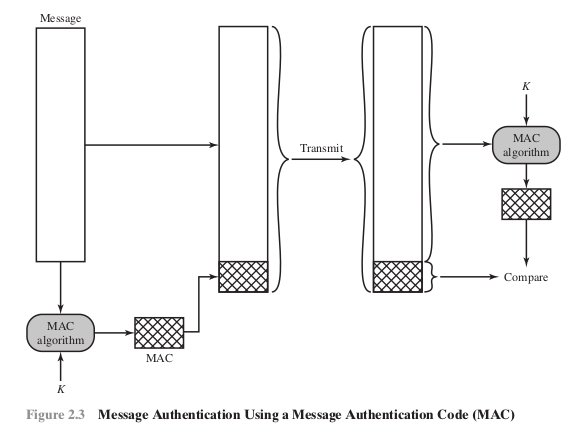 Message
K
MAC
algorithm
Transmit
Compare
MAC
algorithm
MAC
K
Figure 2.3 Message Authentication Using a Message Authentication Code (MAC)